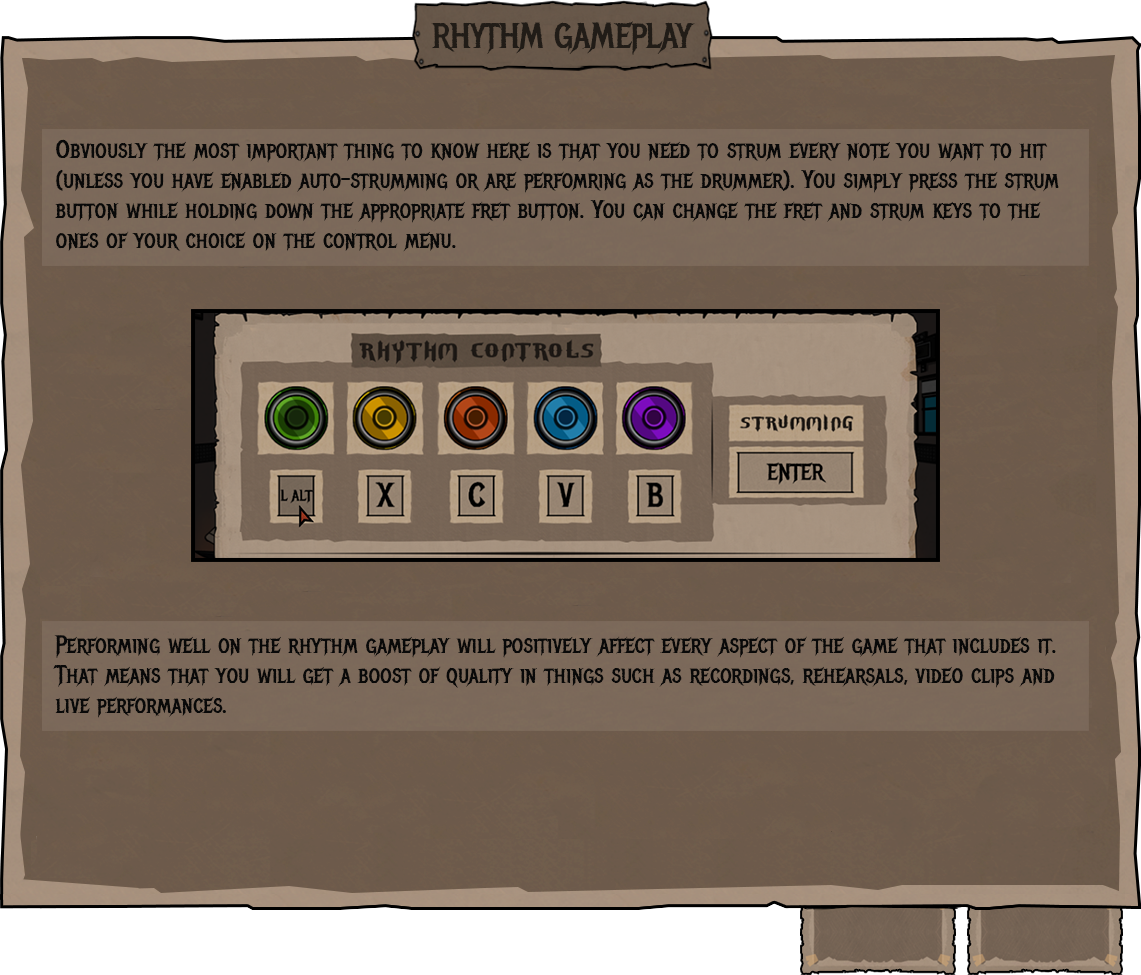 RHYTHM GAMEPLAY
OBVIOUSLY THE MOST IMPORTANT THING TO KNOW HERE IS THAT YOU NEED TO STRUM EVERY NOTE YOU WANT TO HIT
(UNLESS YOU HAVE ENABLED AUTO-STRUMMING OR ARE PERFOMRING AS THE DRUMMER). YOU SIMPLY PRESS THE STRUM
BUTTON WHILE HOLDING DOWN THE APPROPRIATE FRET BUTTON. YOU CAN CHANGE THE FRET AND STRUM KEYS TO THE
ONES OF YOUR CHOICE ON THE CONTROL MENU.
RHYTHM CONTROLS
STRUMMING
L ALT X C V B ENTER
PERFORMING WELL ON THE RHYTHM GAMEPLAY WILL POSITIVELY AFFECT EVERY ASPECT OF THE GAME THAT INCLUDES IT.
THAT MEANS THAT YOU WILL GET A BOOST OF QUALITY IN THINGS SUCH AS RECORDINGS, REHEARSALS, VIDEO CLIPS AND
LIVE PERFORMANCES.